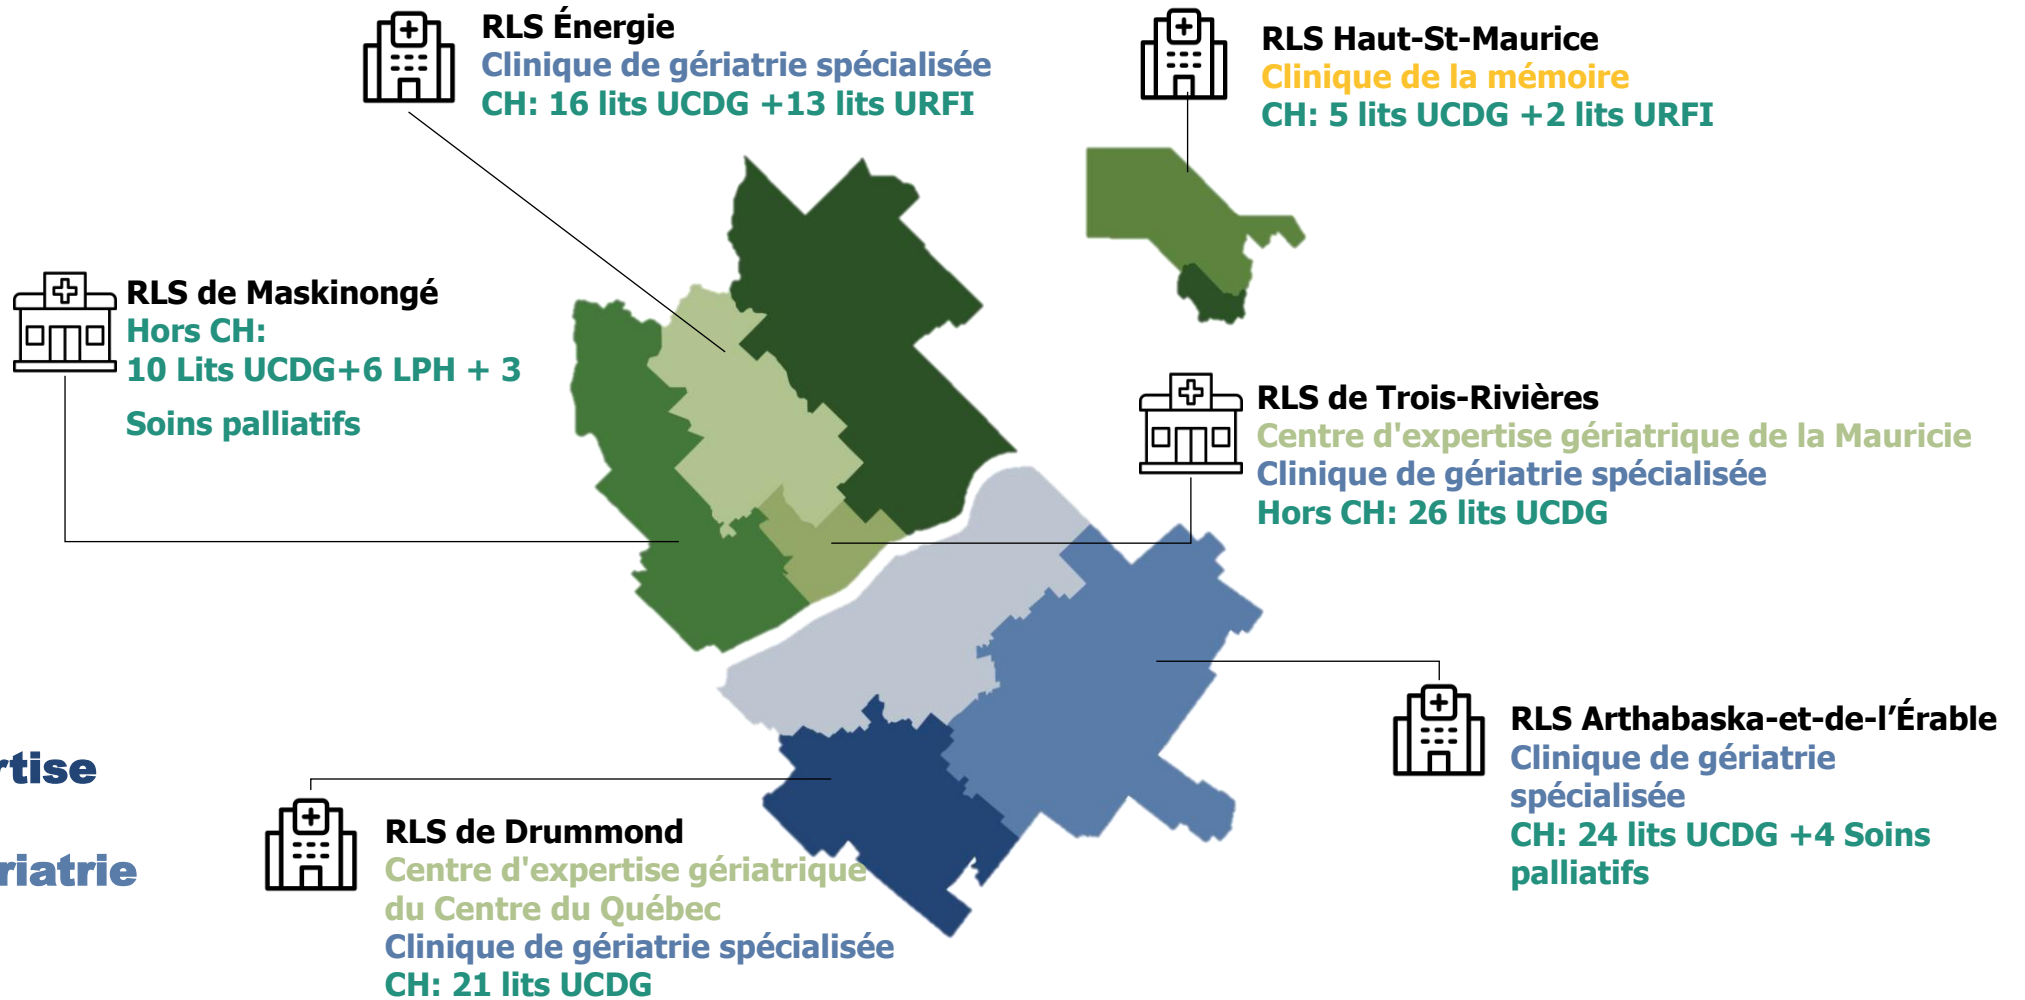 RLS Énergie
Clinique de gériatrie spécialisée
CH: 16 lits UCDG +13 lits URFI
RLS Haut-St-Maurice
Clinique de la mémoire
CH: 5 lits UCDG +2 lits URFI
RLS de Maskinongé
Hors CH:
10 Lits UCDG+6 LPH + 3
Soins palliatifs
RLS de Trois-Rivières
Centre d'expertise gériatrique de la Mauricie
Clinique de gériatrie spécialisée
Hors CH: 26 lits UCDG
RLS Arthabaska-et-de-l’Érable
Clinique de gériatrie
spécialisée
CH: 24 lits UCDG +4 Soins
palliatifs
rtise
riatrie
RLS de Drummond
Centre d'expertise gériatrique
du Centre du Québec
Clinique de gériatrie spécialisée
CH: 21 lits UCDG